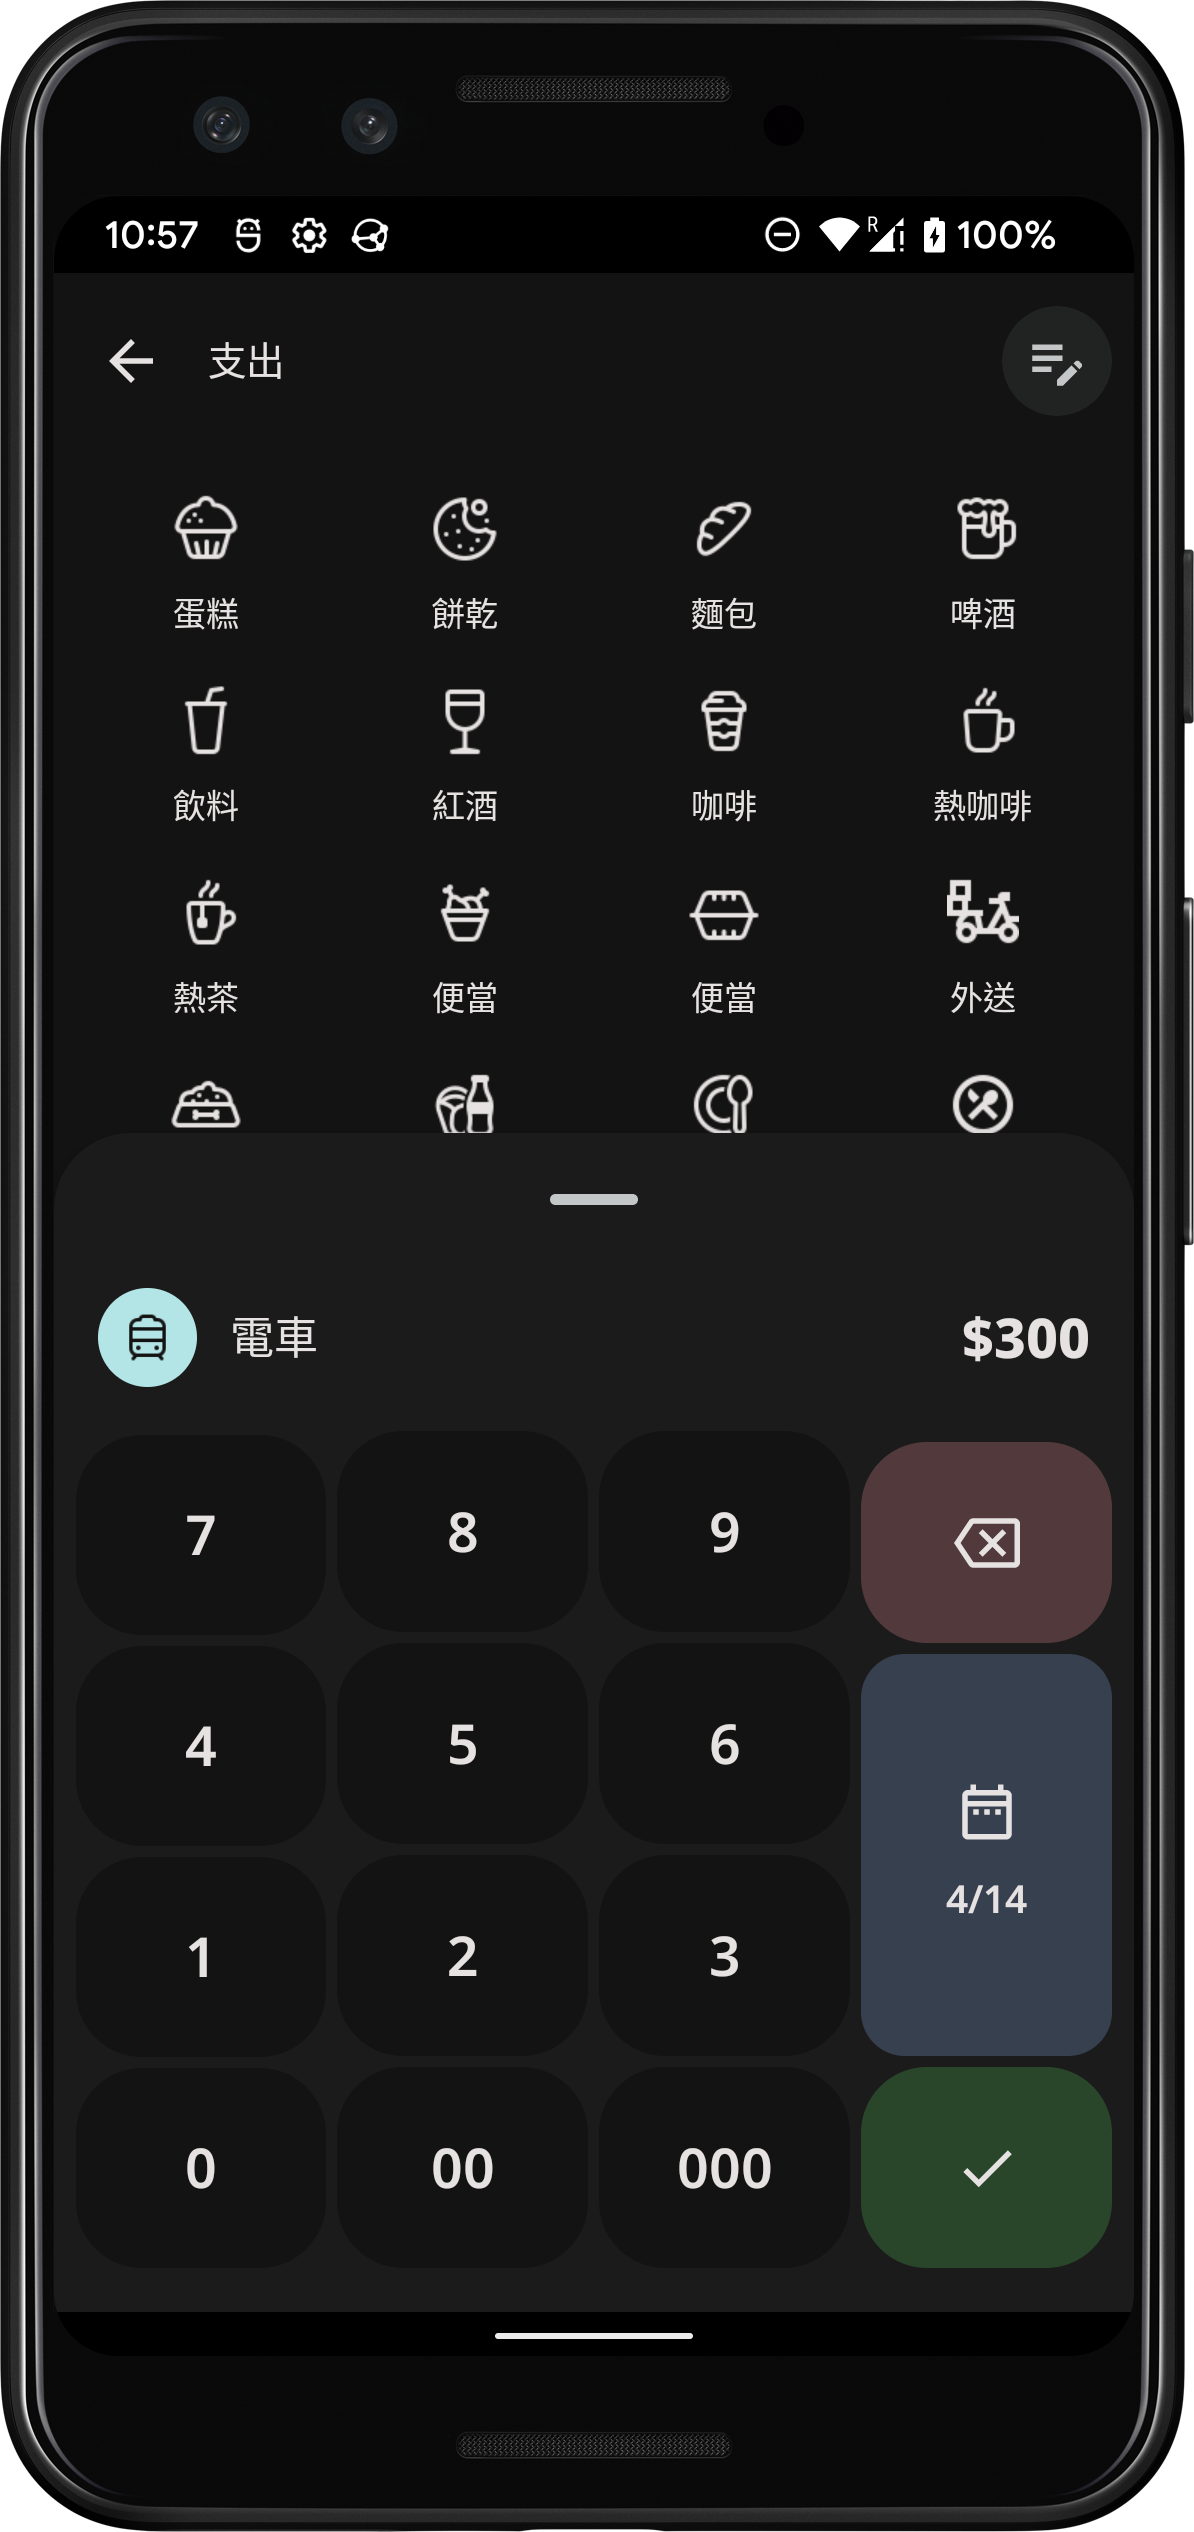 10:57 R 100%
支出
蛋糕 餅乾 麵包 啤酒
飲料 紅酒 咖啡 熱咖啡
熱茶 便當 便當 外送
電車 $300
7 8 9
4 5 6
4/14
1 2 3
0 00 000